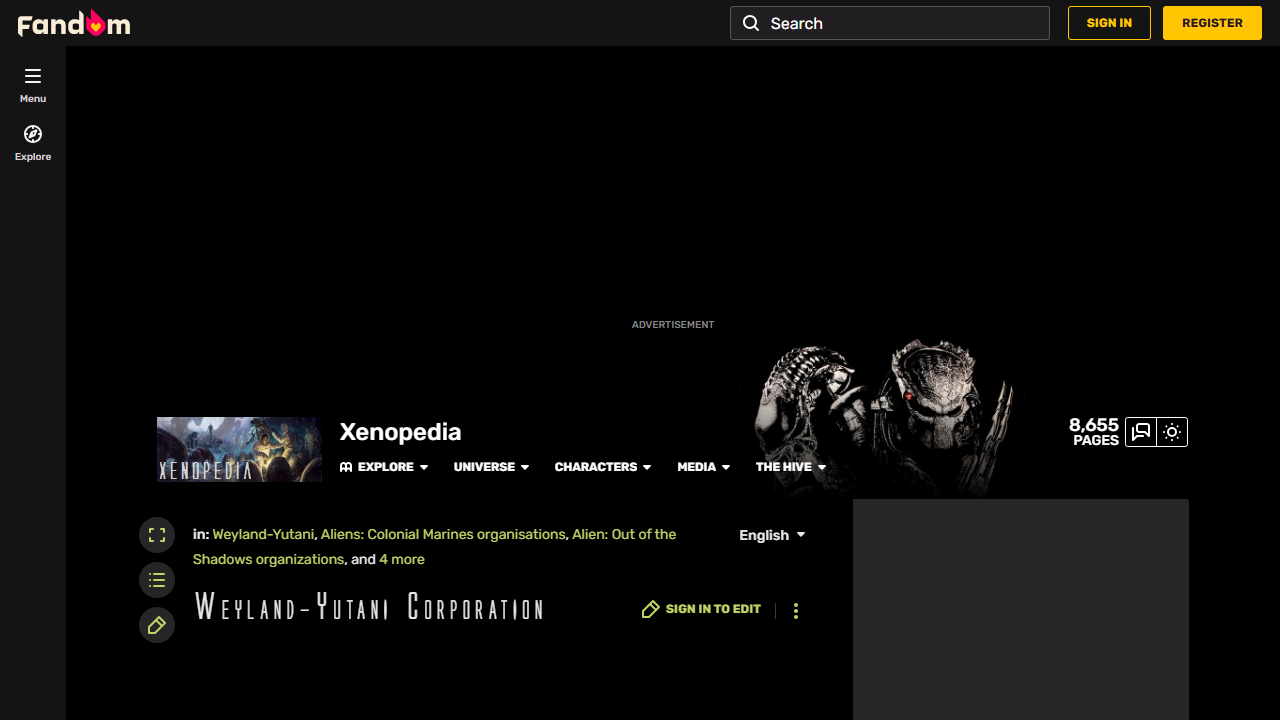 Fandom
Search
SIGN IN
REGISTER
Menu
Explore
ADVERTISEMENT
XENOPEDIA
Xenopedia
8,655
PAGES
EXPLORE
UNIVERSE
CHARACTERS
MEDIA
THE HIVE
in: Weyland-Yutani, Aliens: Colonial Marines organisations, Alien: Out of the
Shadows organizations, and 4 more
English
Weyland-Yutani Corporation
SIGN IN TO EDIT